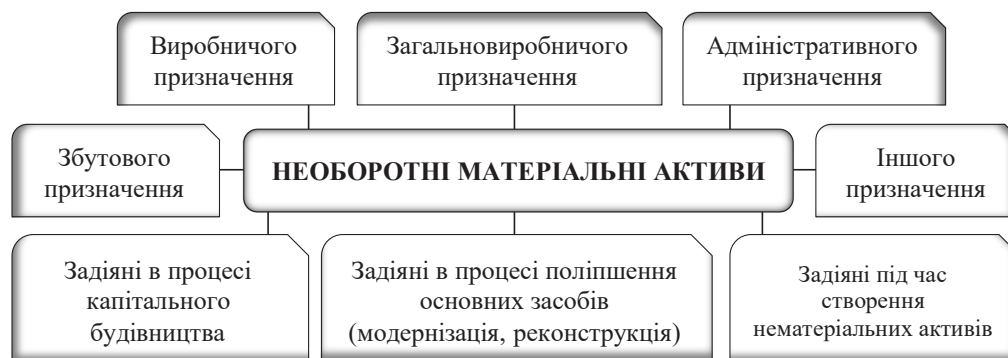 Виробничого
призначення
Загальновиробничого
призначення
Адміністративного
призначення
Збутового
призначення
НЕОБОРОТНІ МАТЕРІАЛЬНІ АКТИВИ
Іншого
призначення
Задіяні в процесі
капітального
будівництва
Задіяні в процесі поліпшення
основних засобів
(модернізація, реконструкція)
Задіяні під час
створення
нематеріальних активів